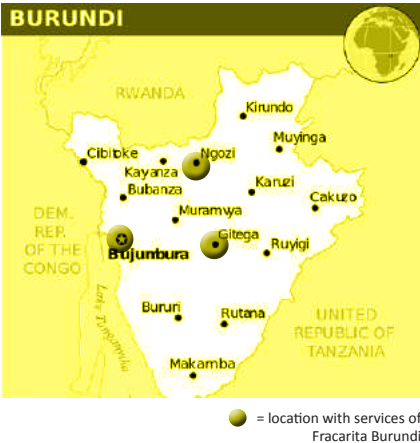 BURUNDI
RWANDA
Kirundo
Muyinga
Cibitoke
Ngozi
Kayanza
Bubanza
Karuzi
Cakuzo
DEM.
REP.
OF THE
CONGO
Muramvya
Gitega
Bujumbura
Ruyigi
Lake Tanganyika
Bururi
Rutana
UNITED
REPUBLIC OF
TANZANIA
Makamba
= location with services of
Fracarita Burundi